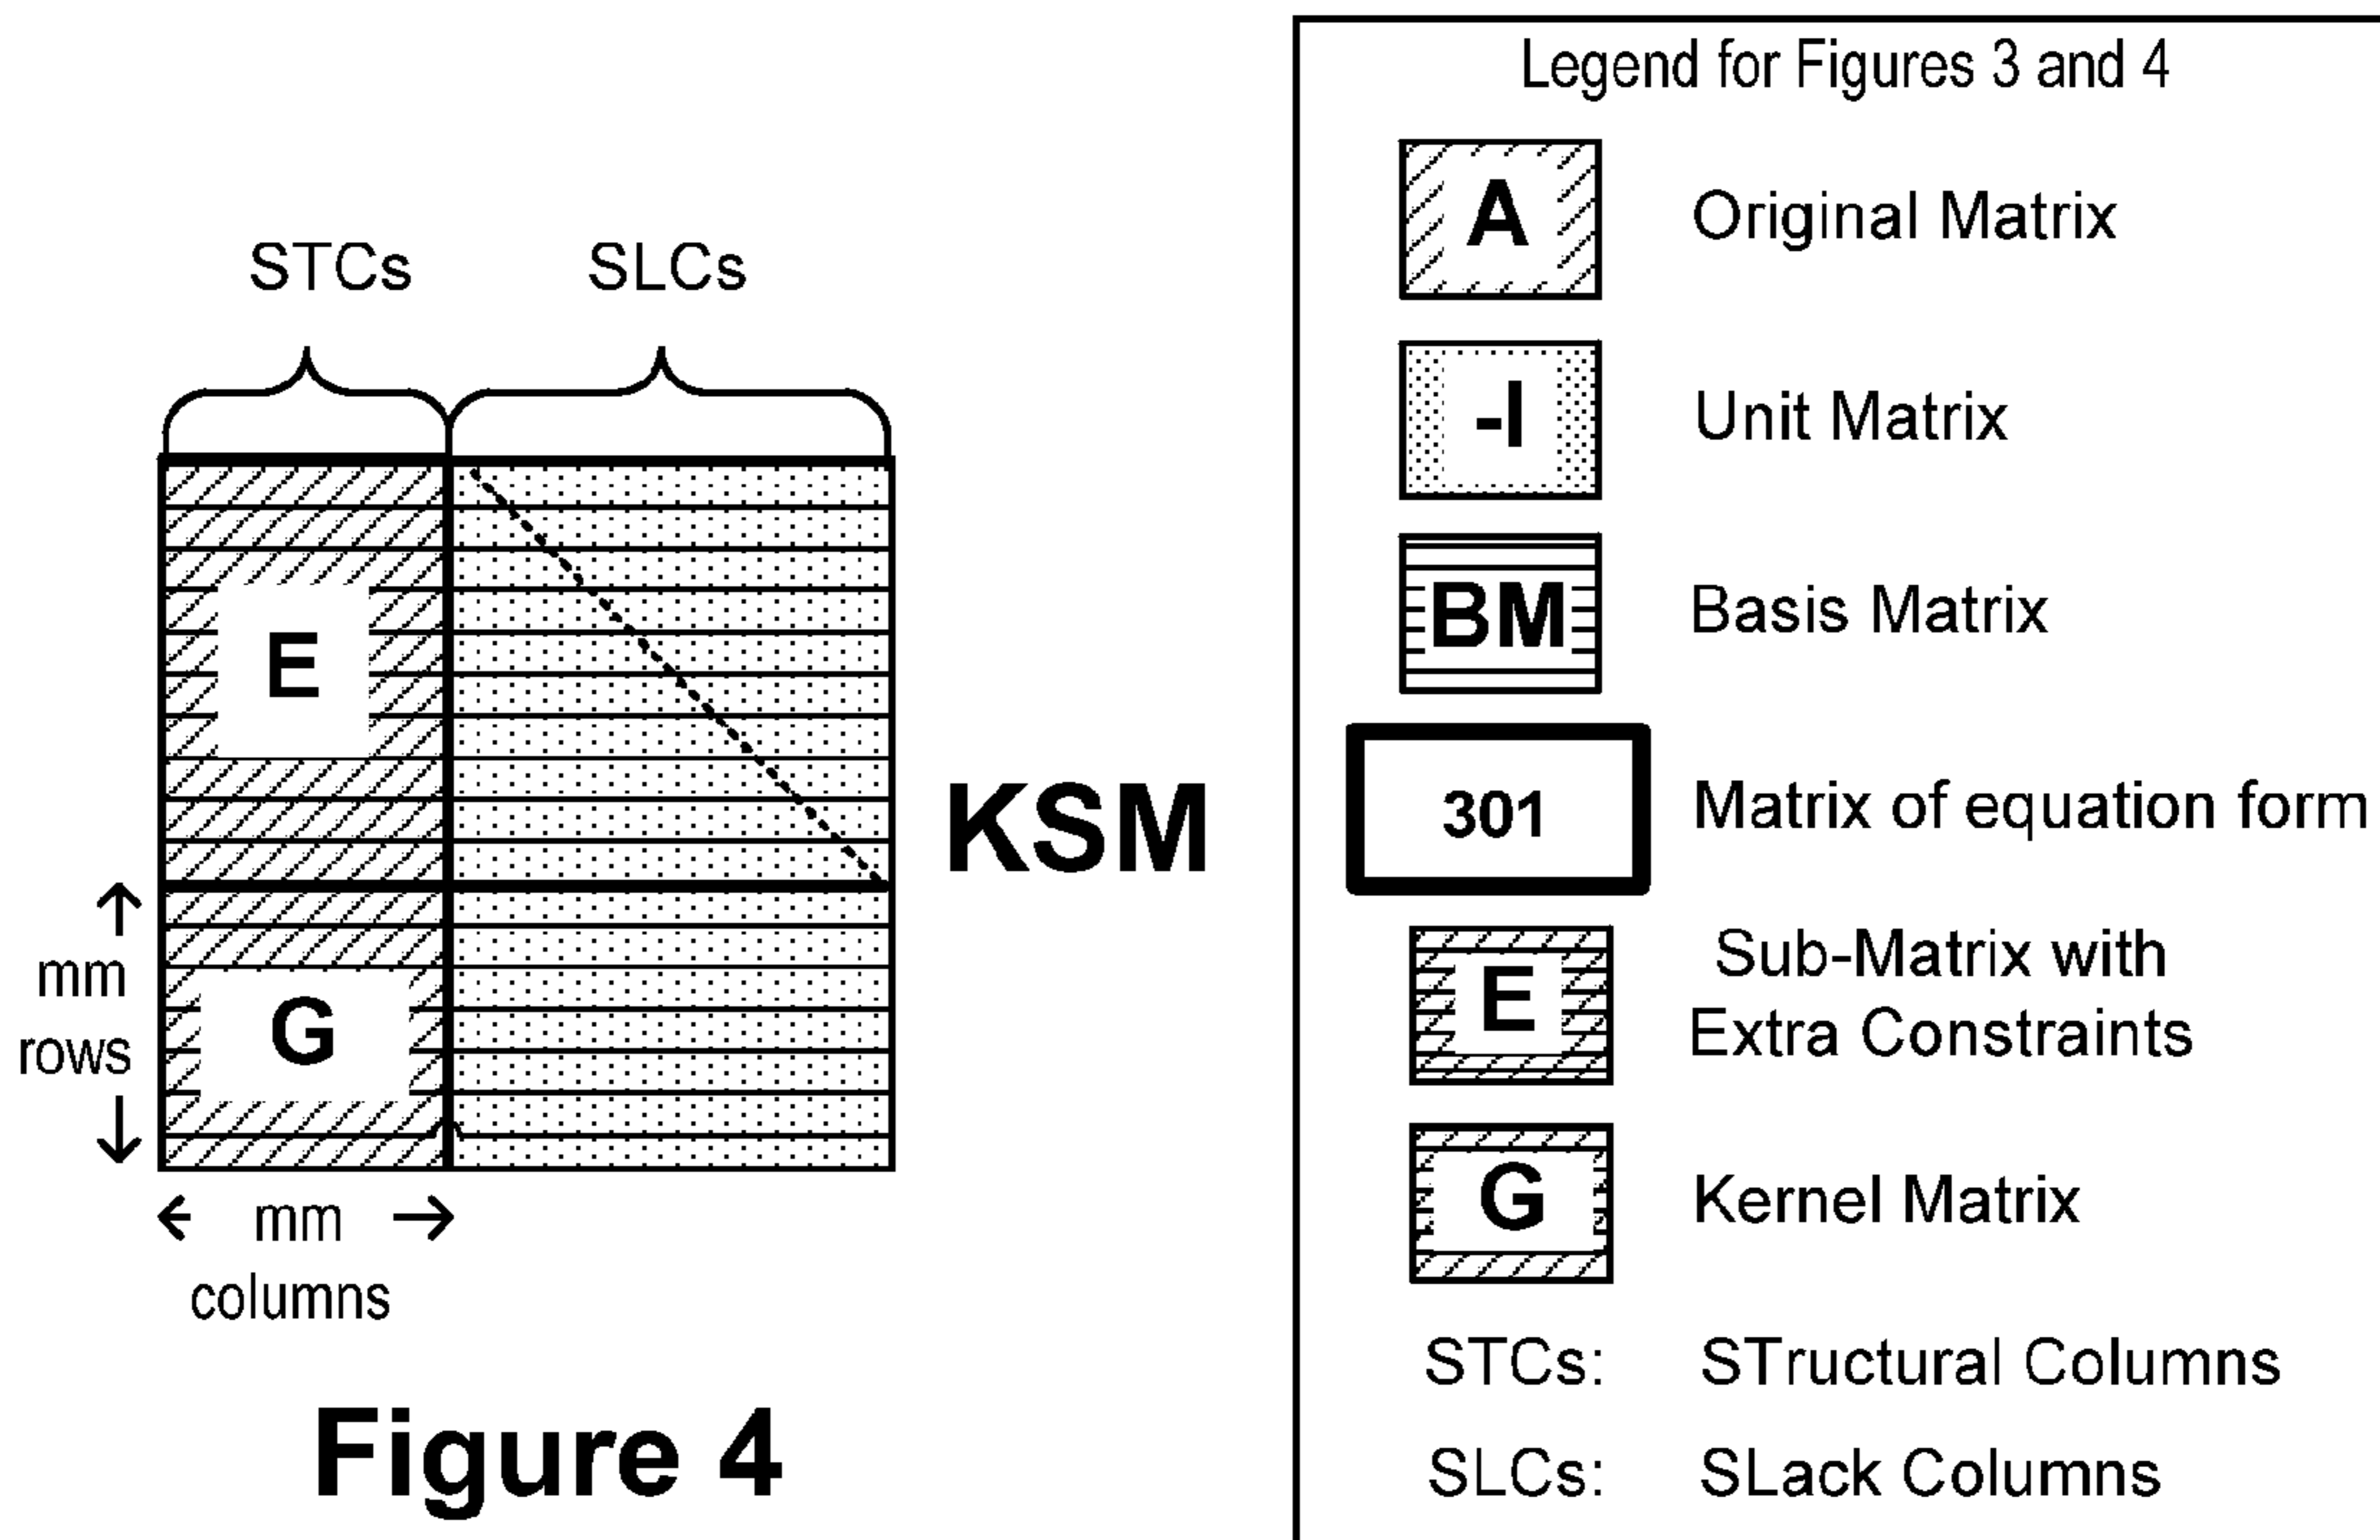 STCs
SLCs
E
KSM
mm
rows
G
mm
columns
Figure 4
Legend for Figures 3 and 4
A Original Matrix
-I Unit Matrix
BM Basis Matrix
301 Matrix of equation form
E Sub-Matrix with
Extra Constraints
G Kernel Matrix
STCs: STructural Columns
SLCs: SLack Columns